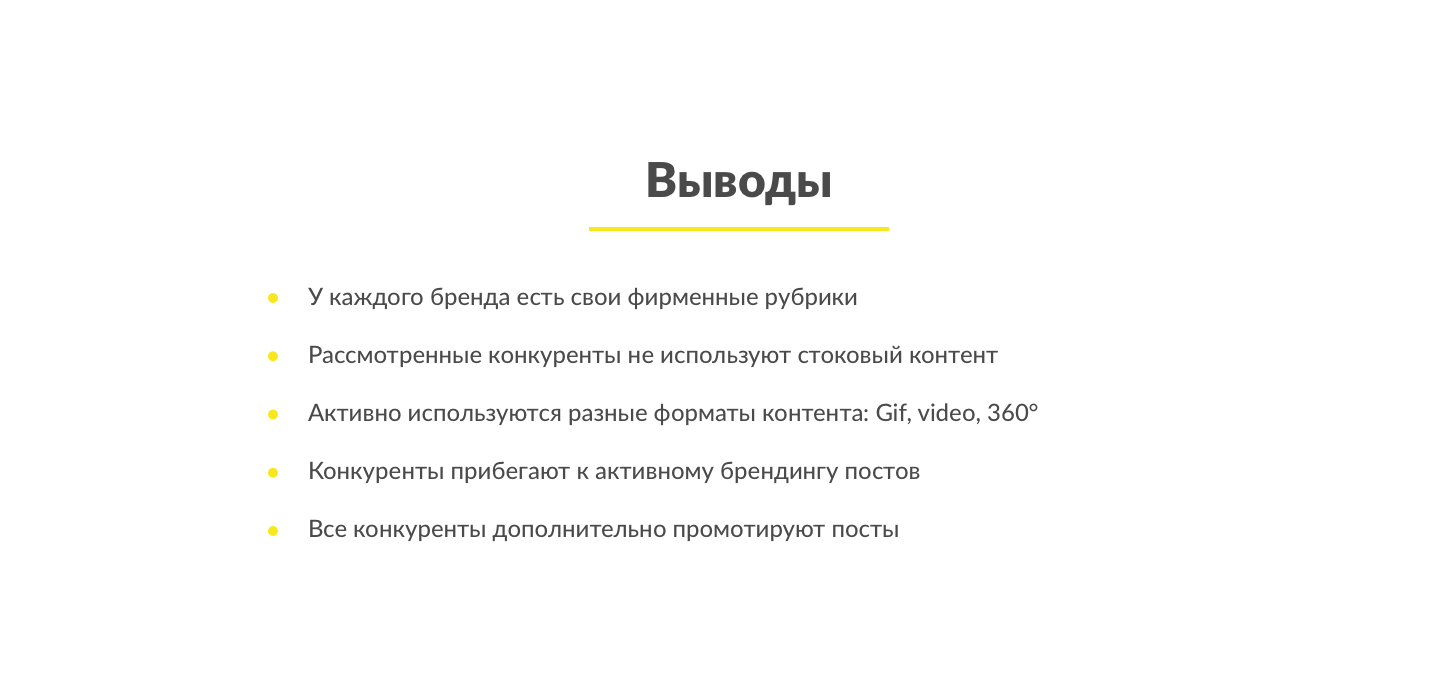 Выводы
У каждого бренда есть свои фирменные рубрики
Рассмотренные конкуренты не используют стоковый контент
Активно используются разные форматы контента: Gif, video, 360°
Конкуренты прибегают к активному брендингу постов
Все конкуренты дополнительно промотируют посты